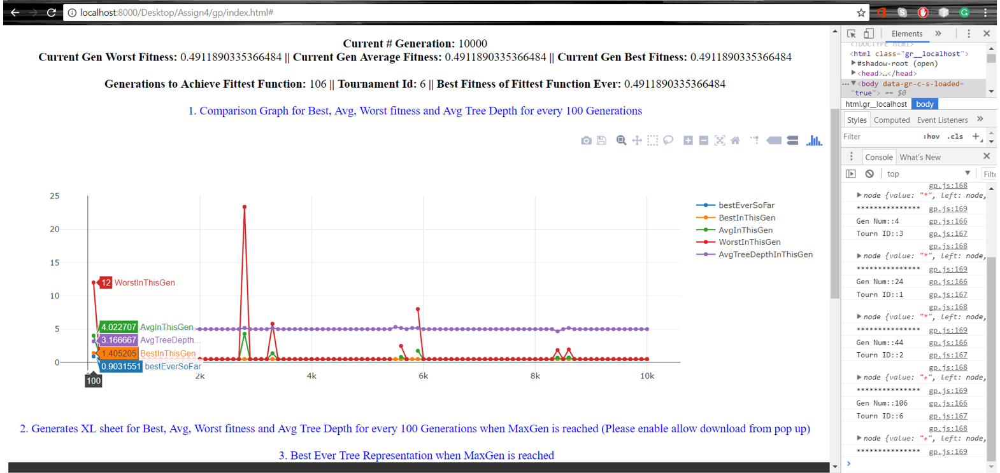 localhost:8000/Desktop/Assign4/gp/index.html#
Current # Generation: 10000
Current Gen Worst Fitness: 0.4911890335366484 || Current Gen Average Fitness: 0.4911890335366484 || Current Gen Best Fitness: 0.4911890335366484
Generations to Achieve Fittest Function: 106 || Tournament Id: 6 || Best Fitness of Fittest Function Ever: 0.4911890335366484
1. Comparison Graph for Best, Avg, Worst fitness and Avg Tree Depth for every 100 Generations
25
20
15
10
5
0
12 WorstInThisGen
4.022707 AvgInThisGen
3.166667 AvgTreeDepth...
1.405205 BestInThisGen
0.9031551 bestEverSoFar
100
2k
4k
6k
8k
10k
bestEverSoFar
BestInThisGen
AvgInThisGen
WorstInThisGen
AvgTreeDepthInThisGen
2. Generates XL sheet for Best, Avg, Worst fitness and Avg Tree Depth for every 100 Generations when MaxGen is reached (Please enable allow download from pop up)
3. Best Ever Tree Representation when MaxGen is reached
Elements »
<!DOCTYPE html>
<html class="gr__localhost">
▶#shadow-root (open)
▶<head>…</head>
…▼<body data-gr-c-s-loaded=
"true"> == $0
html.gr__localhost body
Styles Computed Event Listeners »
Filter :hov .cls +
Console What's New
top Filte
gp.js:168
▶node {value: "*", left: node,
*************** gp.js:169
Gen Num::4 gp.js:166
Tourn ID::3 gp.js:167
gp.js:168
▶node {value: "*", left: node,
*************** gp.js:169
Gen Num::24 gp.js:166
Tourn ID::1 gp.js:167
gp.js:168
▶node {value: "*", left: node,
*************** gp.js:169
Gen Num::44 gp.js:166
Tourn ID::2 gp.js:167
gp.js:168
▶node {value: "+", left: node,
*************** gp.js:169
Gen Num::106 gp.js:166
Tourn ID::6 gp.js:167
gp.js:168
▶node {value: "+", left: node,
*************** gp.js:169